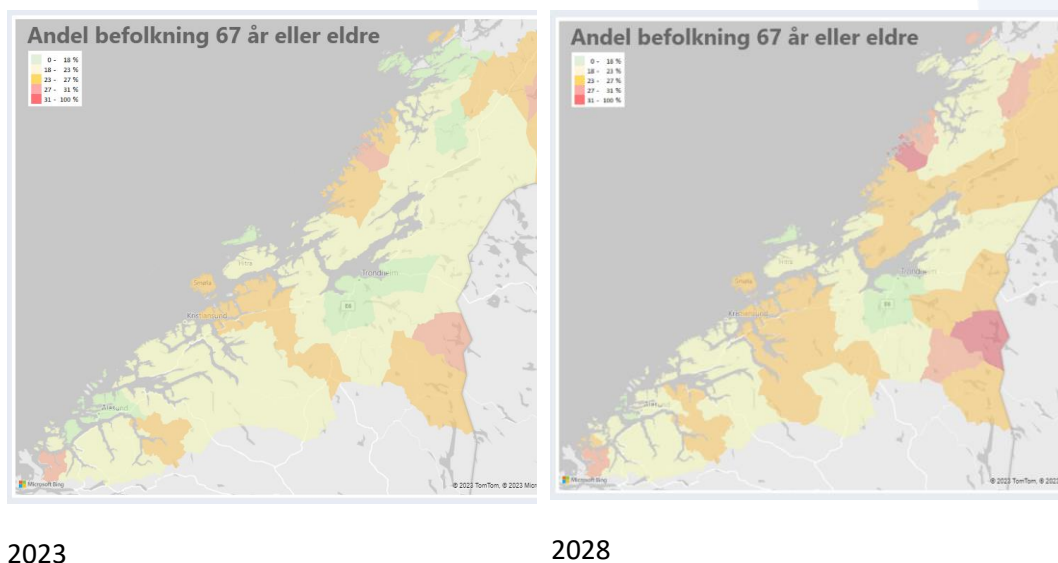 Andel befolkning 67 år eller eldre
0 - 18 %
18 - 23 %
23 - 27 %
27 - 31 %
31 - 100 %
Frøya
Trondheim
Smøla
Kristiansund
Ålesund
Microsoft Bing
© 2023 TomTom, © 2023 Micr
2023
Andel befolkning 67 år eller eldre
0 - 18 %
18 - 23 %
23 - 27 %
27 - 31 %
31 - 100 %
Trondheim
Smøla
Kristiansund
Ålesund
Microsoft Bing
© 2023 TomTom, © 2023
2028